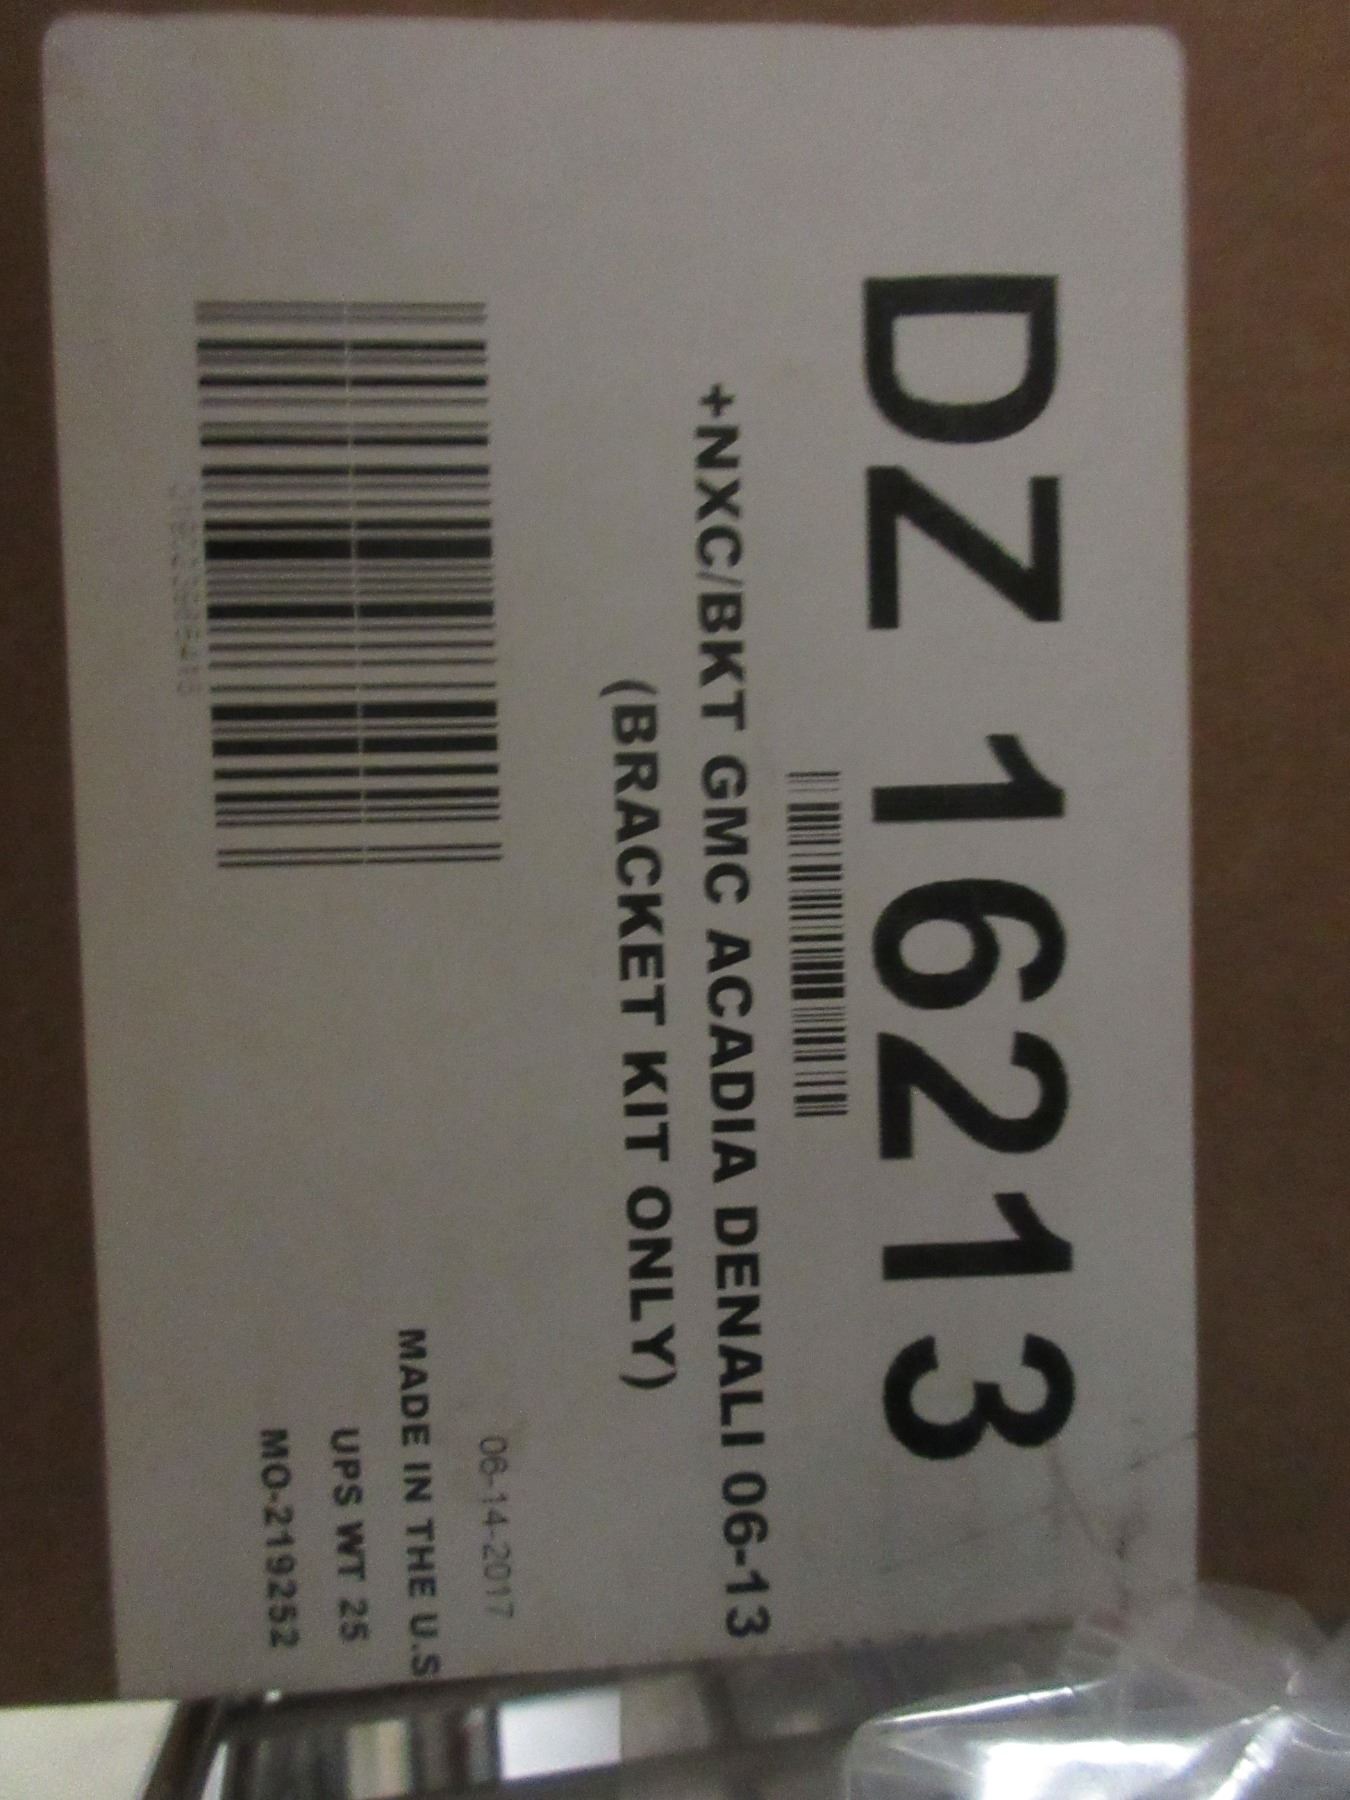 DZ 16213
+NXC/BKT GMC ACADIA DENALI 06-13
(BRACKET KIT ONLY)
06-14-2017
MADE IN THE U.S
UPS WT 25
MO-219252